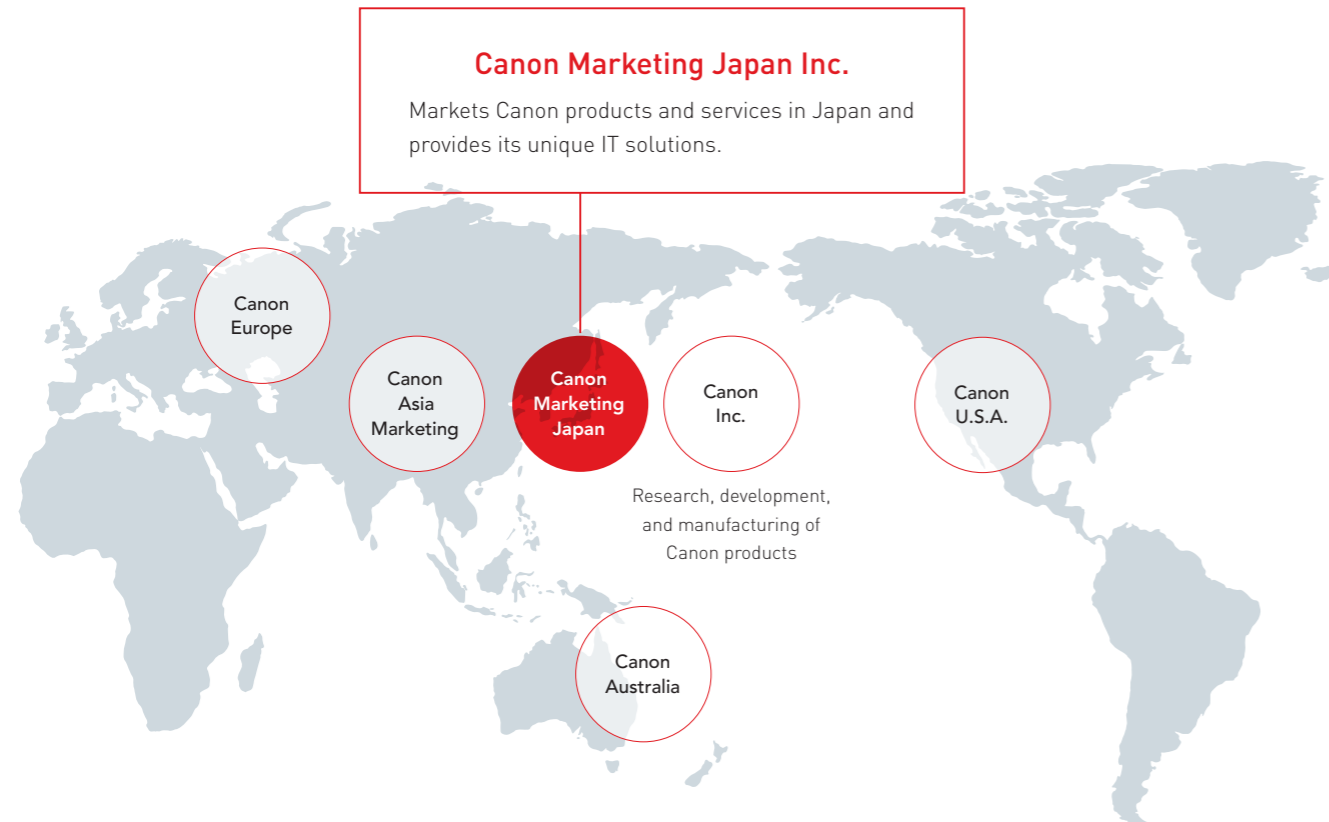 Canon Marketing Japan Inc.
Markets Canon products and services in Japan and
provides its unique IT solutions.
Canon
Europe
Canon
Asia
Marketing
Canon
Marketing
Japan
Canon
Inc.
Canon
U.S.A.
Research, development,
and manufacturing of
Canon products
Canon
Australia